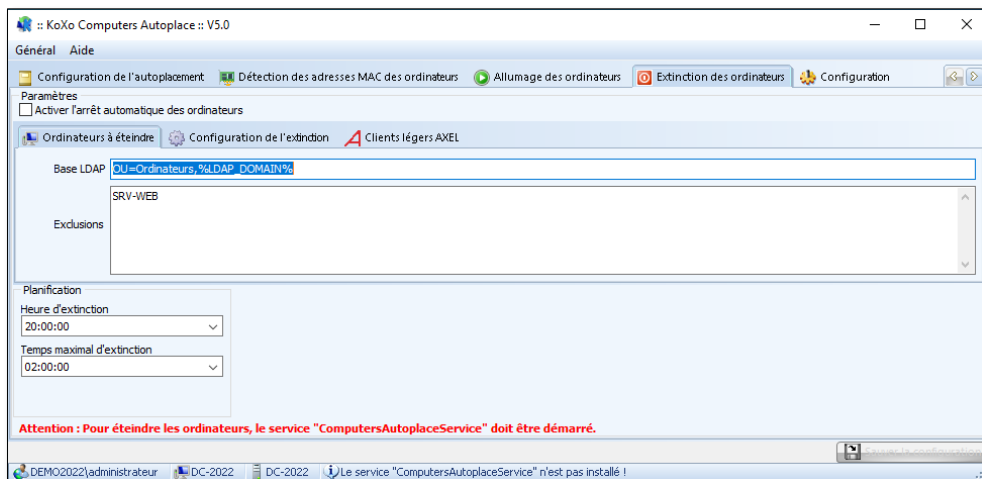 :: KoXo Computers Autoplace :: V5.0
Général Aide
Configuration de l'autoplacement Détection des adresses MAC des ordinateurs Allumage des ordinateurs Extinction des ordinateurs Configuration
Paramètres
Activer l'arrêt automatique des ordinateurs
Ordinateurs à éteindre Configuration de l'extinction Clients légers AXEL
Base LDAP OU=Ordinateurs,%LDAP_DOMAIN%
SRV-WEB
Exclusions
Planification
Heure d'extinction
20:00:00
Temps maximal d'extinction
02:00:00
Attention : Pour éteindre les ordinateurs, le service "ComputersAutoplaceService" doit être démarré.
Sauver la configuration
DEMO2022\administrateur DC-2022 DC-2022 Le service "ComputersAutoplaceService" n'est pas installé !